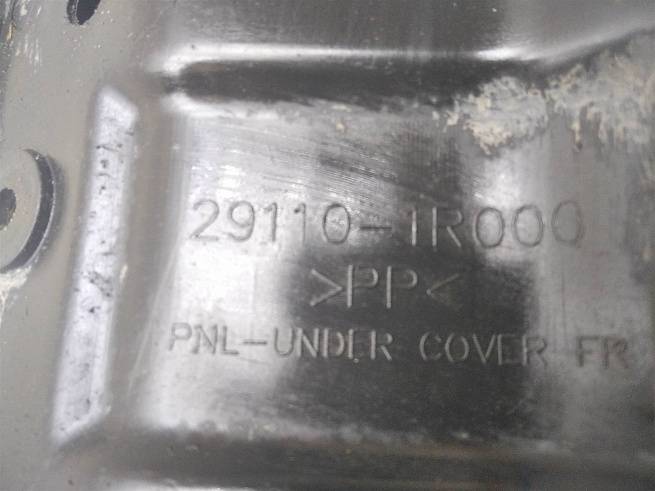 29110-1R000
>PP<
PNL-UNDER COVER FR